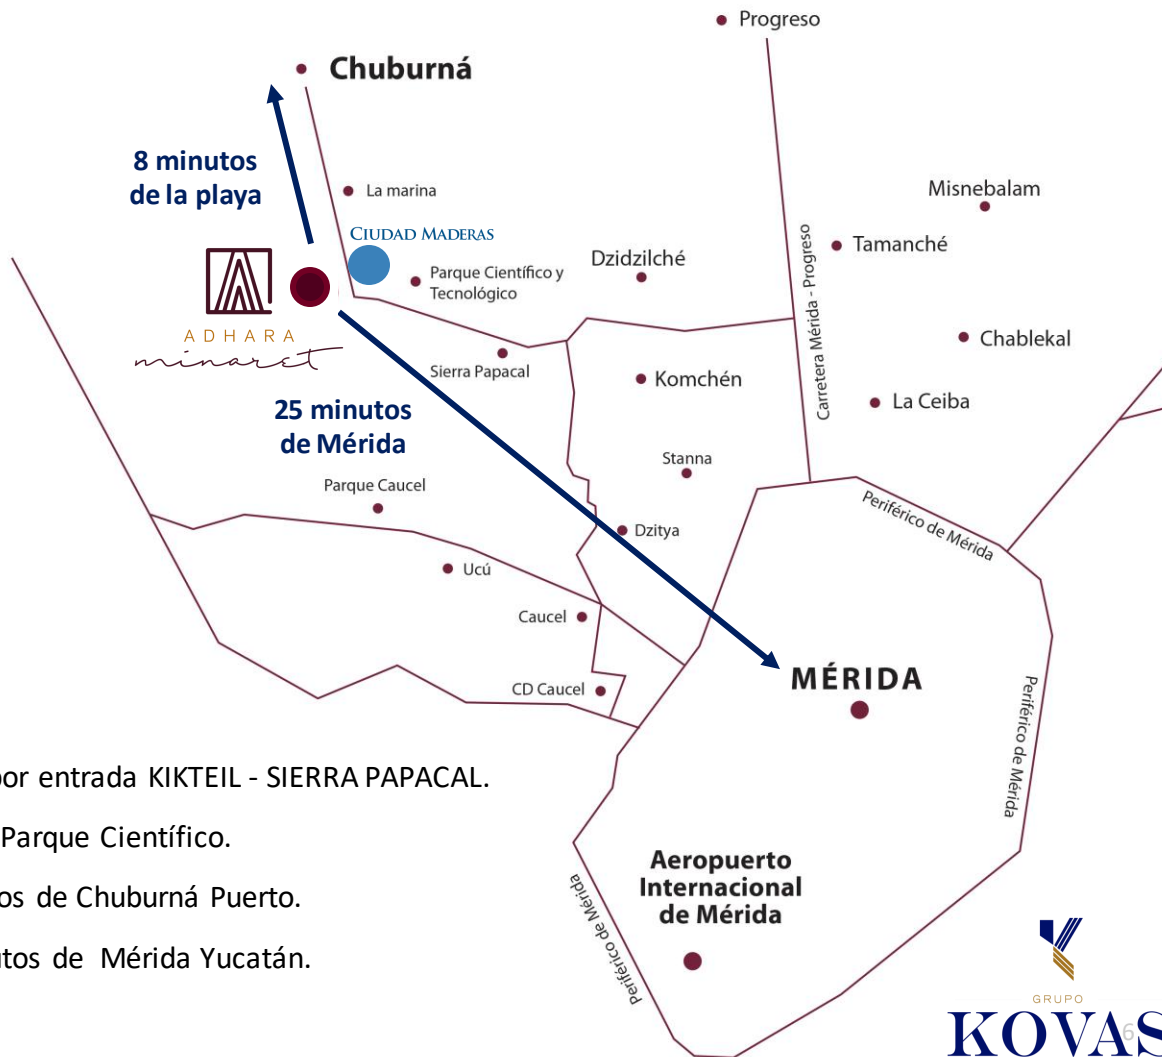 Progreso
Chuburná
8 minutos
de la playa
La marina
Misnebalam
CIUDAD MADERAS
Tamanché
Dzidzilché
Parque Científico y
Tecnológico
Carretera Mérida - Progreso
ADHARA
minaret
Chablekal
Sierra Papacal
Komchén
La Ceiba
25 minutos
de Mérida
Stanna
Parque Caucel
Periférico de Mérida
Dzitya
Ucú
Caucel
MÉRIDA
CD Caucel
Periférico de Mérida
por entrada KIKTEIL - SIERRA PAPACAL.
Parque Científico.
os de Chuburná Puerto.
utos de Mérida Yucatán.
Aeropuerto
Internacional
de Mérida
Periférico de Mérida
GRUPO
KOVAS
6